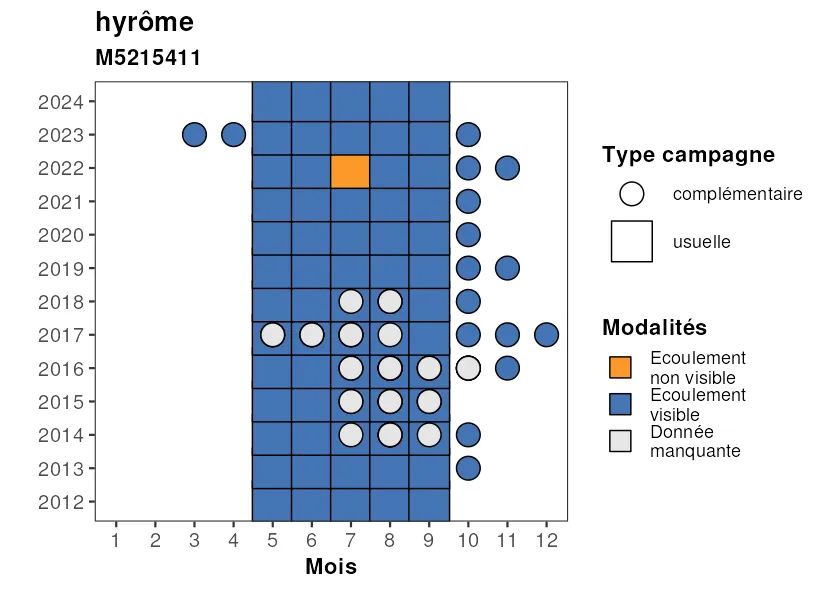 hyrôme
M5215411
2024
2023
2022
2021
2020
2019
2018
2017
2016
2015
2014
2013
2012
1 2 3 4 5 6 7 8 9 10 11 12
Mois
Type campagne
complémentaire
usuelle
Modalités
Ecoulement
non visible
Ecoulement
visible
Donnée
manquante